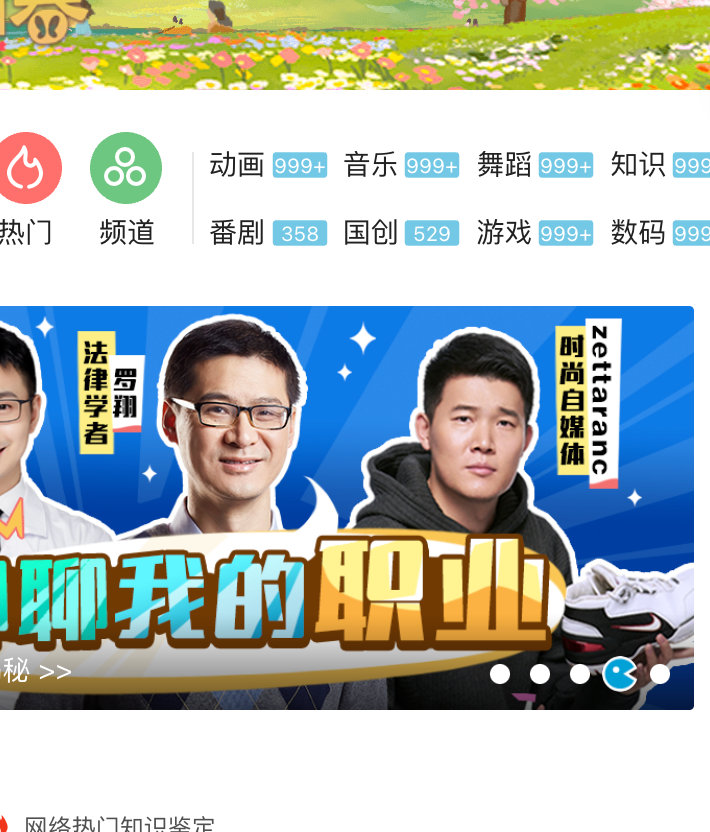 动画 999+ 音乐 999+ 舞蹈 999+ 知识 999
热门 频道
番剧 358 国创 529 游戏 999+ 数码 999
法律学者
罗翔
时尚自媒体
zettaranc
聊我的职业
秘 >>
网络热门知识鉴定